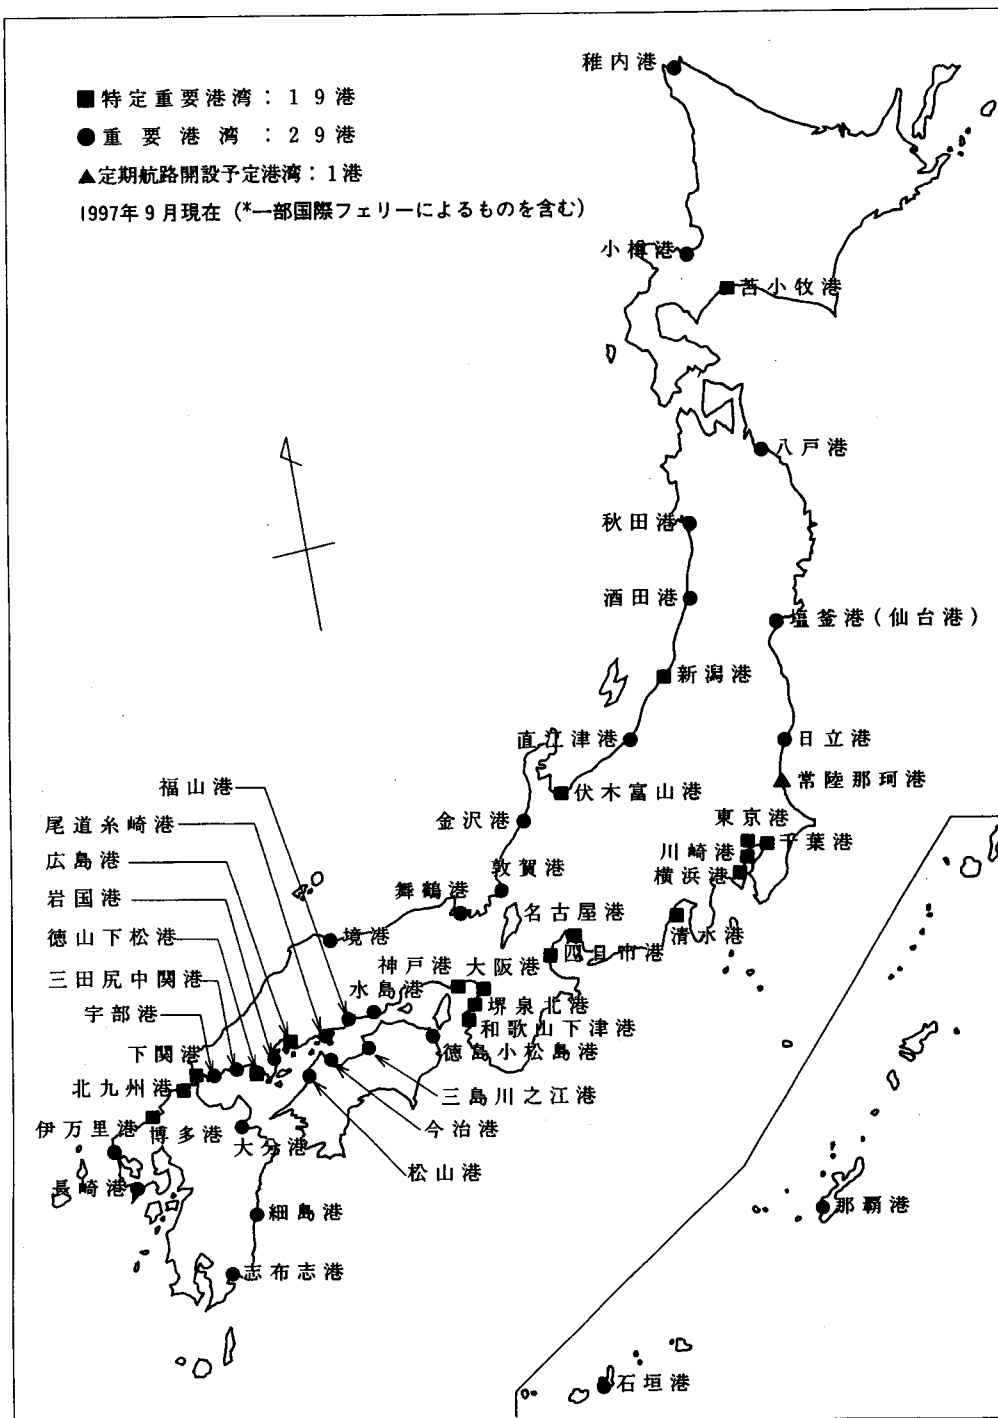 ■特定重要港湾：19港
●重要港湾：29港
▲定期航路開設予定港湾：1港
1997年9月現在（*一部国際フェリーによるものを含む）
稚内港
小樽港
苫小牧港
八戸港
秋田港
酒田港
塩釜港（仙台港）
新潟港
直江津港
日立港
伏木富山港
常陸那珂港
福山港
東京港
千葉港
尾道糸崎港
金沢港
川崎港
広島港
横浜港
敦賀港
岩国港
舞鶴港
名古屋港
清水港
徳山下松港
境港
四日市港
神戸港
大阪港
三田尻中関港
水島港
堺泉北港
宇部港
和歌山下津港
下関港
徳島小松島港
北九州港
三島川之江港
伊万里港
博多港
大分港
今治港
松山港
長崎港
細島港
那覇港
志布志港
石垣港